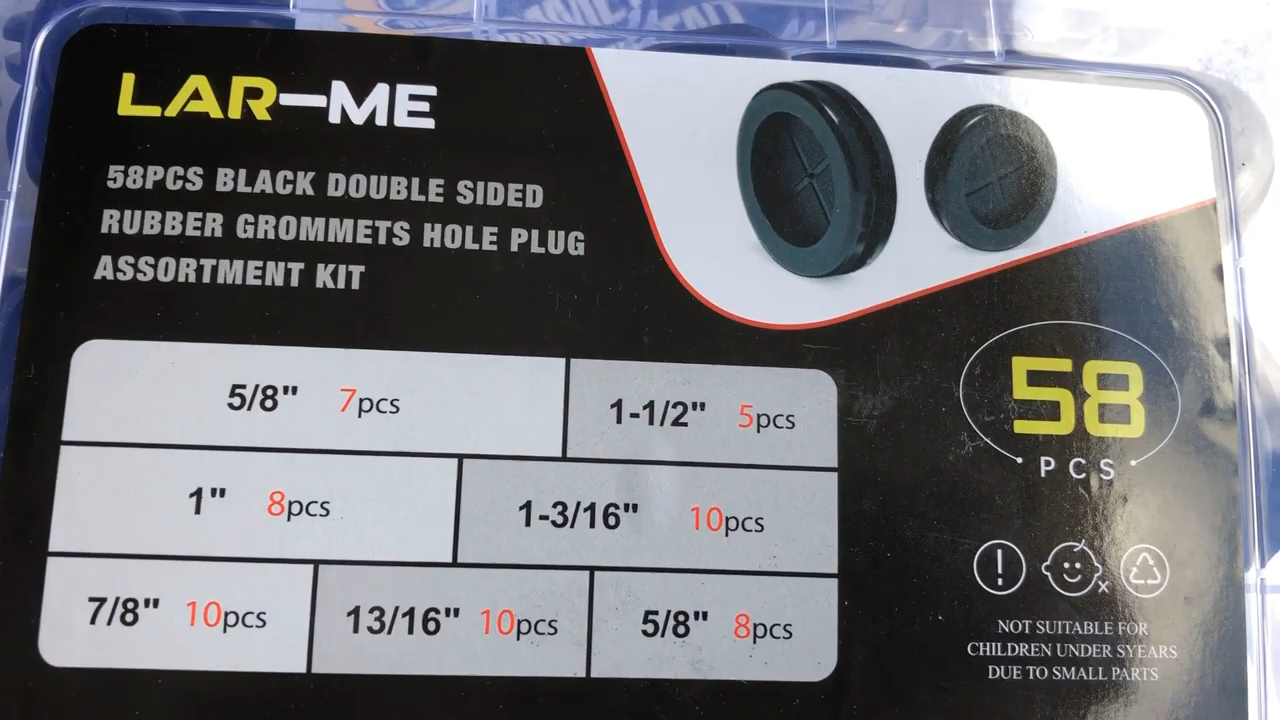 LAR-ME
58PCS BLACK DOUBLE SIDED
RUBBER GROMMETS HOLE PLUG
ASSORTMENT KIT
5/8" 7pcs
1-1/2" 5pcs
1" 8pcs
1-3/16" 10pcs
7/8" 10pcs
13/16" 10pcs
5/8" 8pcs
58
PCS
NOT SUITABLE FOR
CHILDREN UNDER SYEARS
DUE TO SMALL PARTS